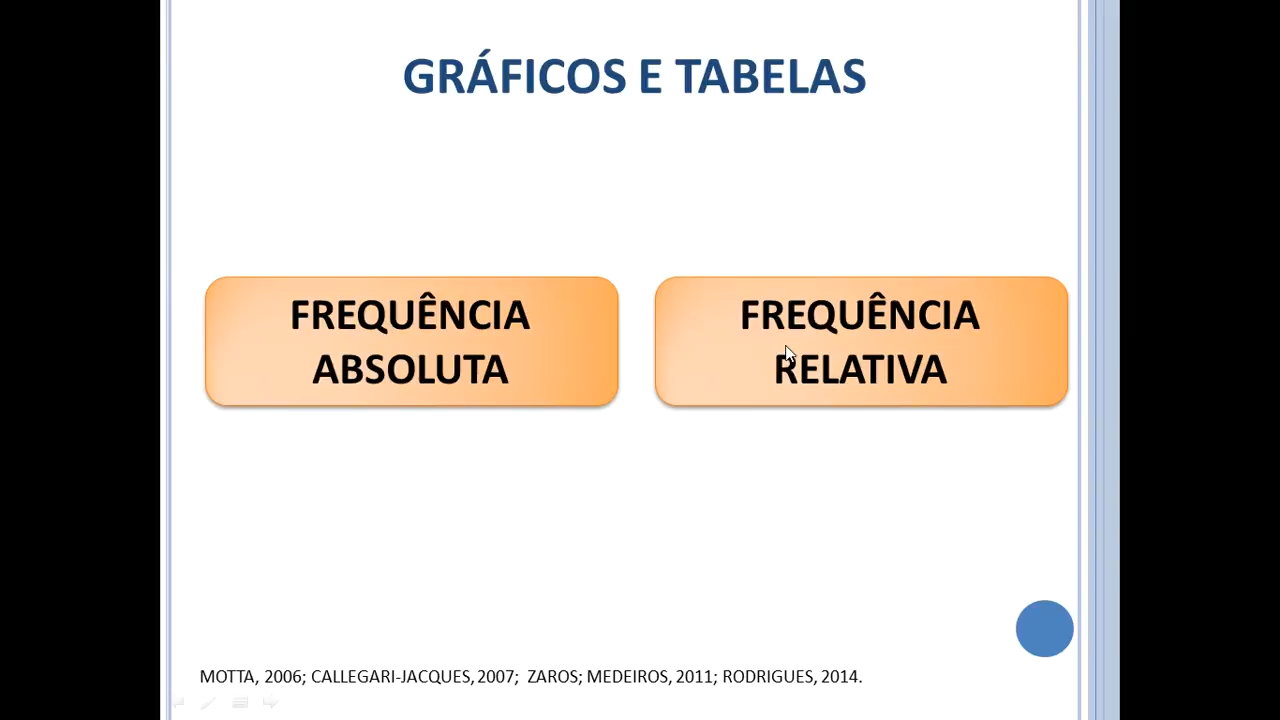 GRÁFICOS E TABELAS
FREQUÊNCIA
ABSOLUTA
FREQUÊNCIA
RELATIVA
MOTTA, 2006; CALLEGARI-JACQUES, 2007; ZAROS; MEDEIROS, 2011; RODRIGUES, 2014.